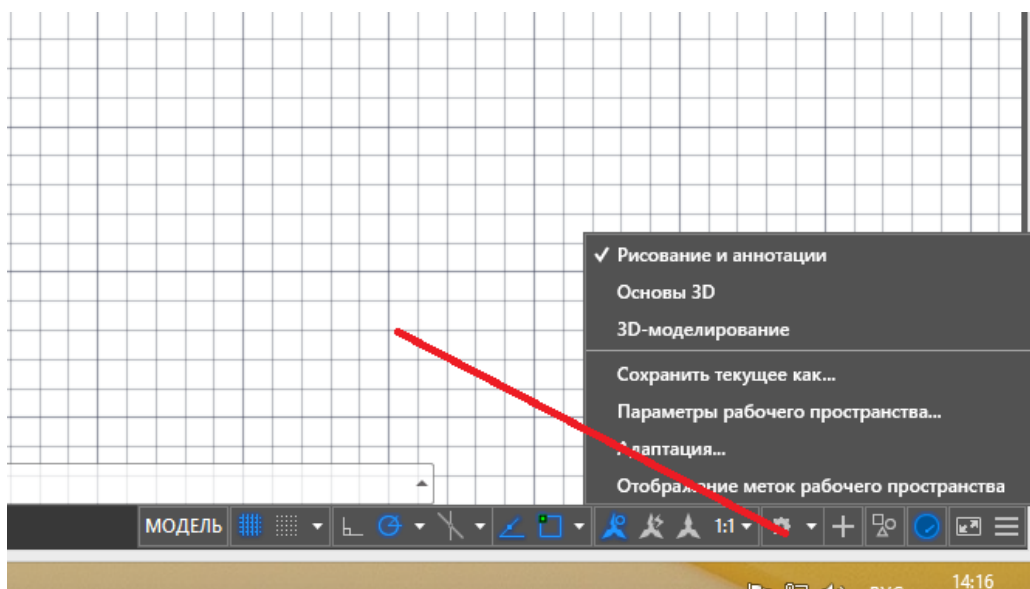 Рисование и аннотации
Основы 3D
3D-моделирование
Сохранить текущее как...
Параметры рабочего пространства...
Адаптация...
Отображение меток рабочего пространства
МОДЕЛЬ 1:1
14:16